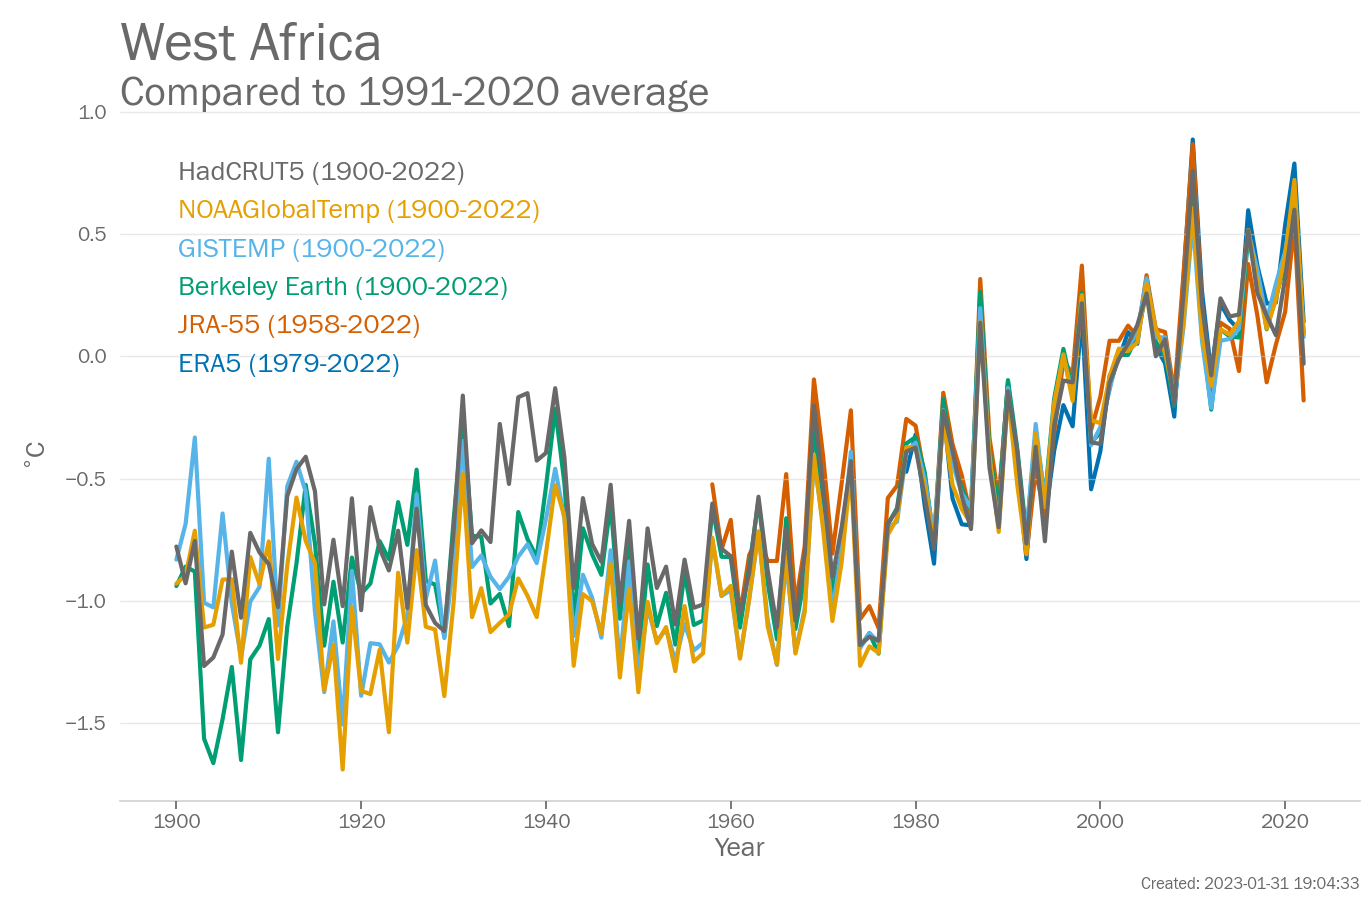 West Africa
Compared to 1991-2020 average
1.0
HadCRUT5 (1900-2022)
NOAAGlobalTemp (1900-2022)
0.5
GISTEMP (1900-2022)
Berkeley Earth (1900-2022)
JRA-55 (1958-2022)
0.0
ERA5 (1979-2022)
°C
−0.5
−1.0
−1.5
1900 1920 1940 1960 1980 2000 2020
Year
Created: 2023-01-31 19:04:33